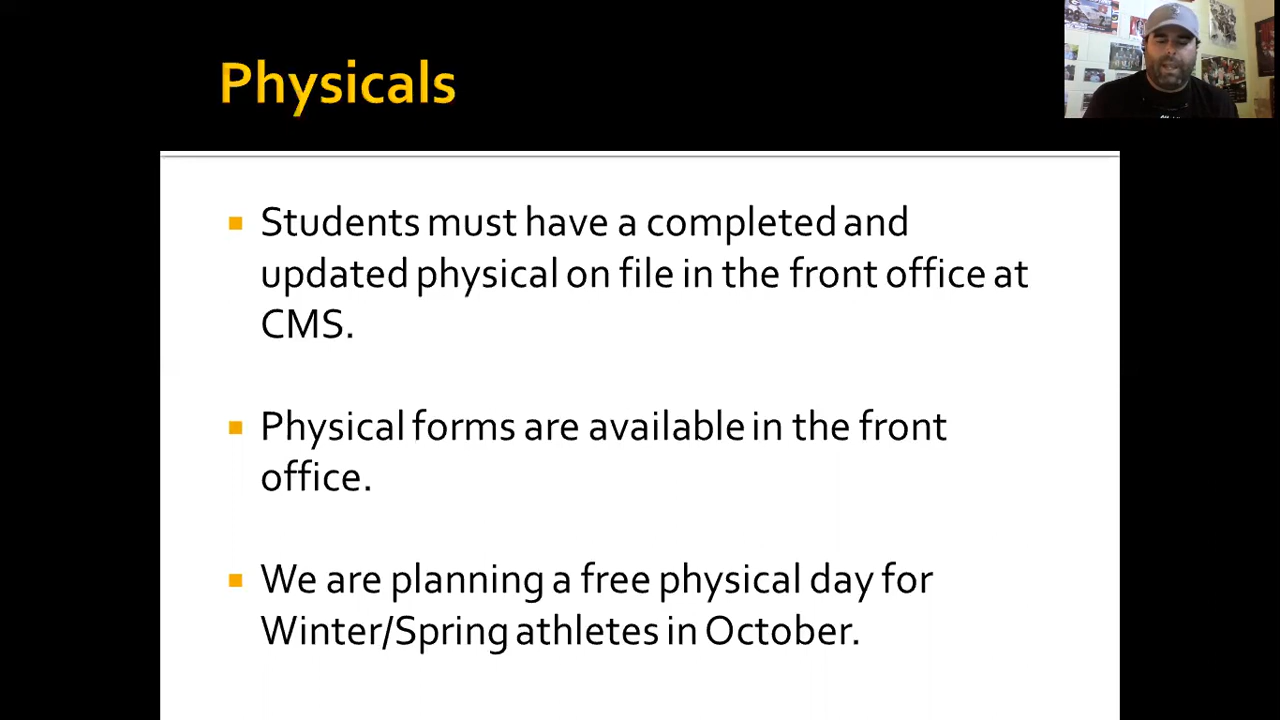 Physicals
Students must have a completed and
updated physical on file in the front office at
CMS.
Physical forms are available in the front
office.
We are planning a free physical day for
Winter/Spring athletes in October.